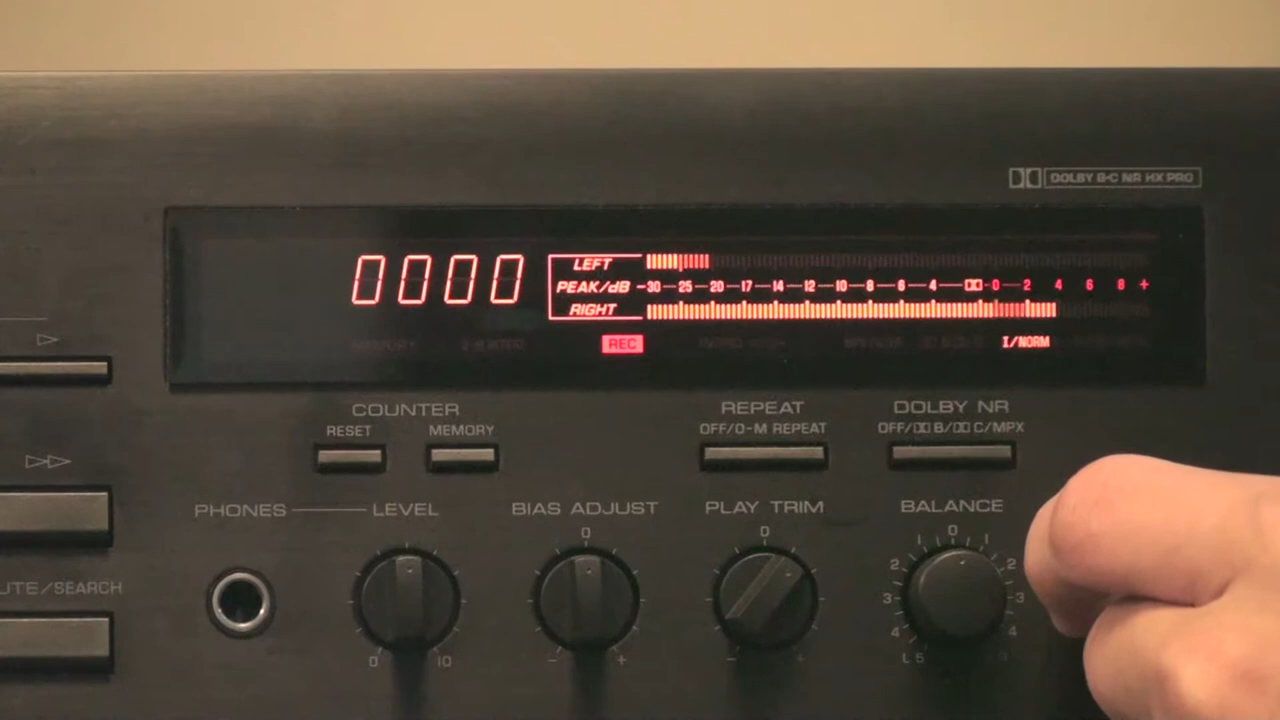 DOLBY B-C NR HX PRO
0000
LEFT
PEAK/dB -30 25 20 17 14 12 10 8 6 4 0 2 4 6 8 +
RIGHT
REC
I/NORM
COUNTER
RESET MEMORY
REPEAT
OFF/O-M REPEAT
DOLBY NR
OFF/ B/ C/MPX
PHONES LEVEL
0 10
BIAS ADJUST
0
- +
PLAY TRIM
0
- +
BALANCE
0
1 1
2 2
3 3
4 4
L 5
UTE/SEARCH